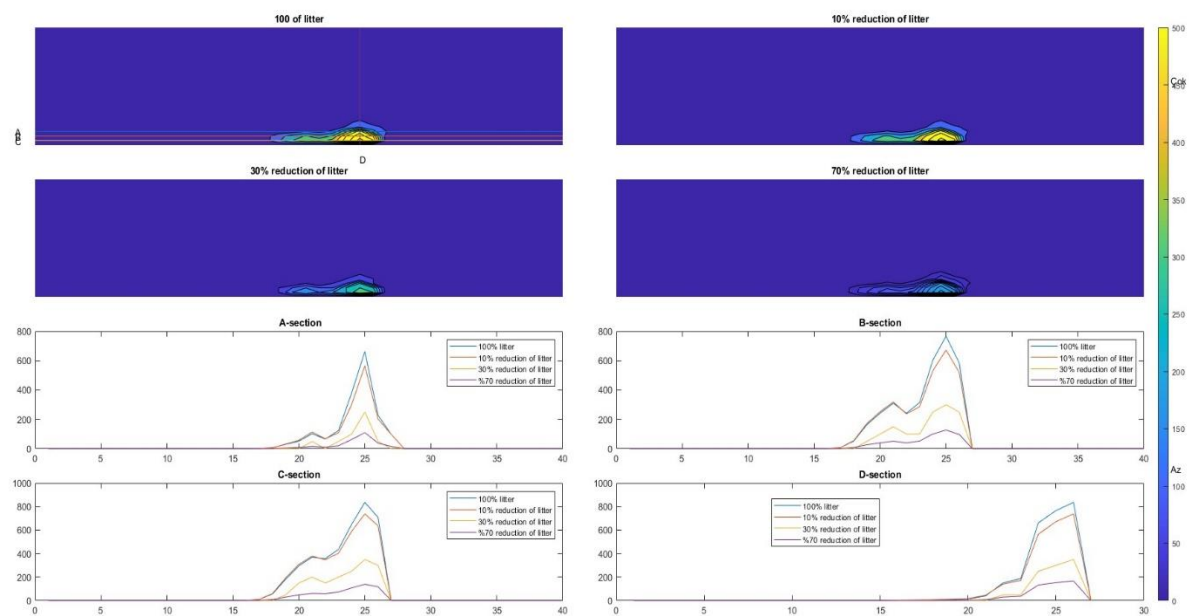 100 of litter
10% reduction of litter
A
B
C
D
30% reduction of litter
70% reduction of litter
500
Çok
450
400
350
300
250
200
150
Az
100
50
0
A-section
800
600
400
200
0
0 5 10 15 20 25 30 35 40
100% litter
10% reduction of litter
30% reduction of litter
%70 reduction of litter
B-section
800
600
400
200
0
0 5 10 15 20 25 30 35 40
100% litter
10% reduction of litter
30% reduction of litter
%70 reduction of litter
C-section
1000
800
600
400
200
0
0 5 10 15 20 25 30 35 40
100% litter
10% reduction of litter
30% reduction of litter
%70 reduction of litter
D-section
1000
800
600
400
200
0
0 5 10 15 20 25 30
100% litter
10% reduction of litter
30% reduction of litter
%70 reduction of litter